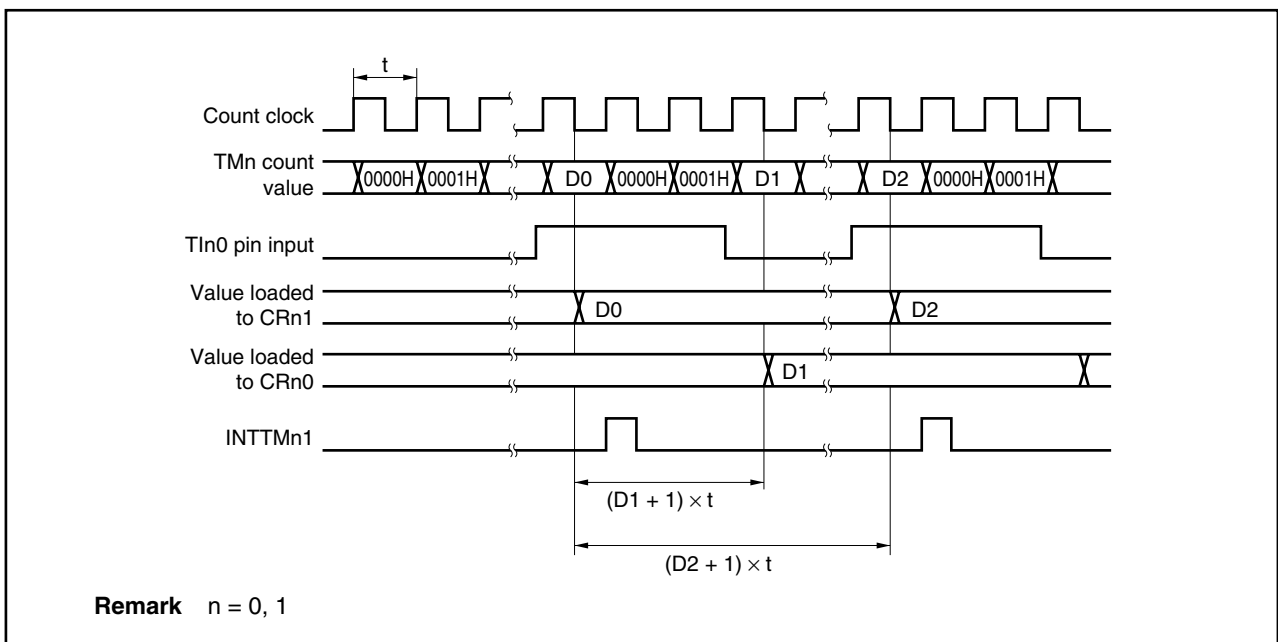 t
Count clock
TMn count
value
0000H 0001H D0 0000H 0001H D1 D2 0000H 0001H
TIn0 pin input
Value loaded
to CRn1
D0 D2
Value loaded
to CRn0
D1
INTTMn1
(D1 + 1) × t
(D2 + 1) × t
Remark n = 0, 1